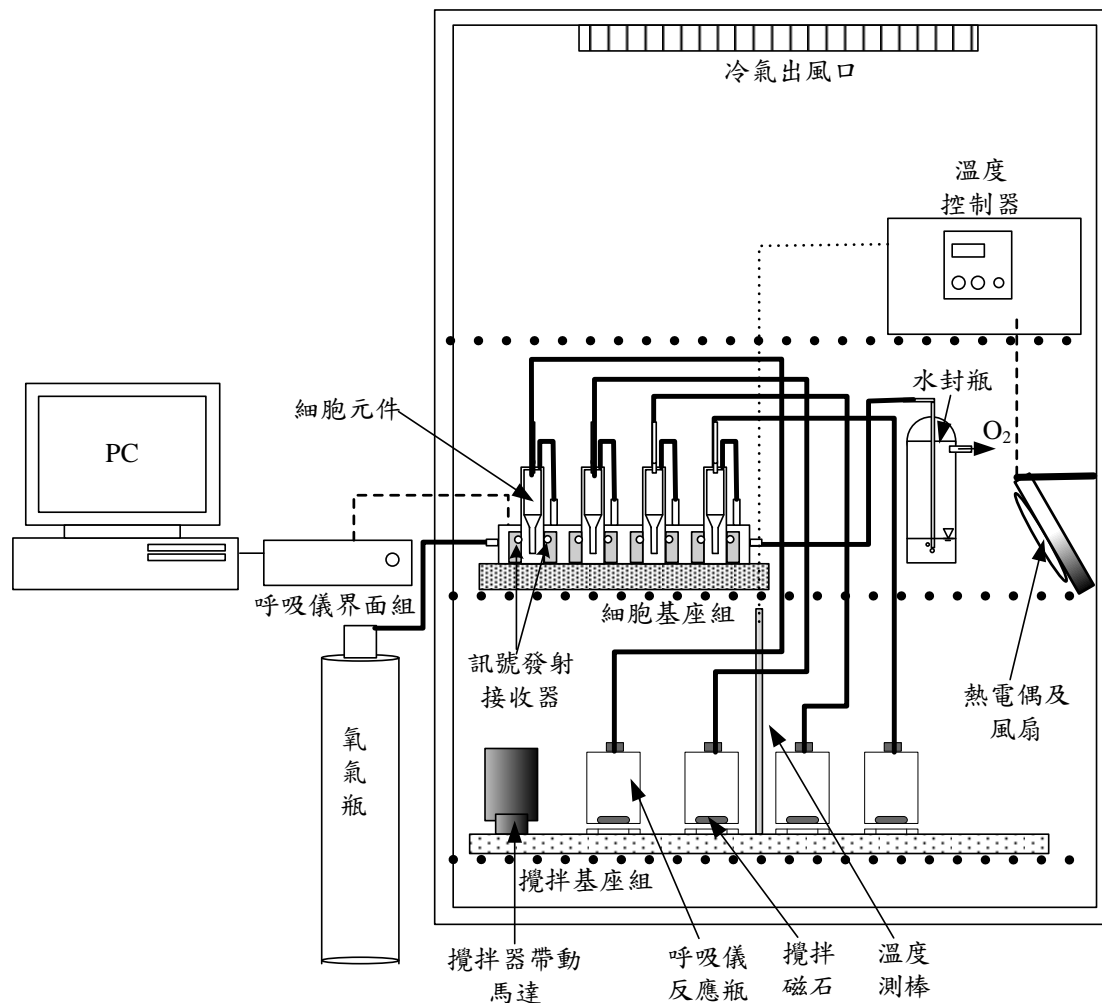 冷氣出風口
溫度
控制器
水封瓶
O₂
細胞元件
PC
呼吸儀界面組
細胞基座組
訊號發射
接收器
熱電偶及
風扇
氧
氣
瓶
攪拌基座組
攪拌器帶動
馬達
呼吸儀
反應瓶
攪拌
磁石
溫度
測棒